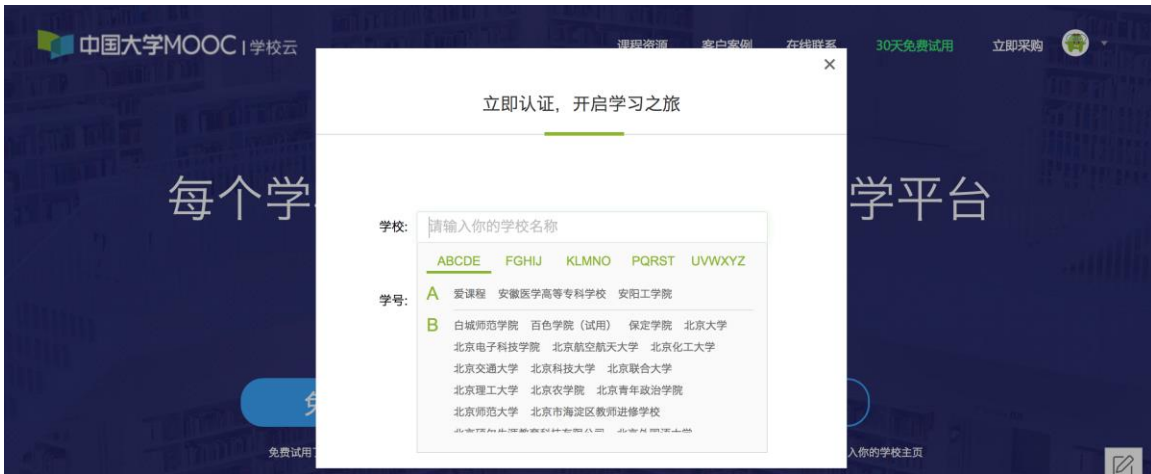 中国大学MOOC | 学校云
课程资源 客户案例 在线联系 30天免费试用 立即采购
×
立即认证，开启学习之旅
每个学 学平台
学校: 请输入你的学校名称
ABCDE FGHIJ KLMNO PQRST UVWXYZ
学号:
A 爱课程 安徽医学高等专科学校 安阳工学院
B 白城师范学院 百色学院（试用） 保定学院 北京大学
北京电子科技学院 北京航空航天大学 北京化工大学
北京交通大学 北京科技大学 北京联合大学
北京理工大学 北京农学院 北京青年政治学院
北京师范大学 北京市海淀区教师进修学校
免费试用 入你的学校主页